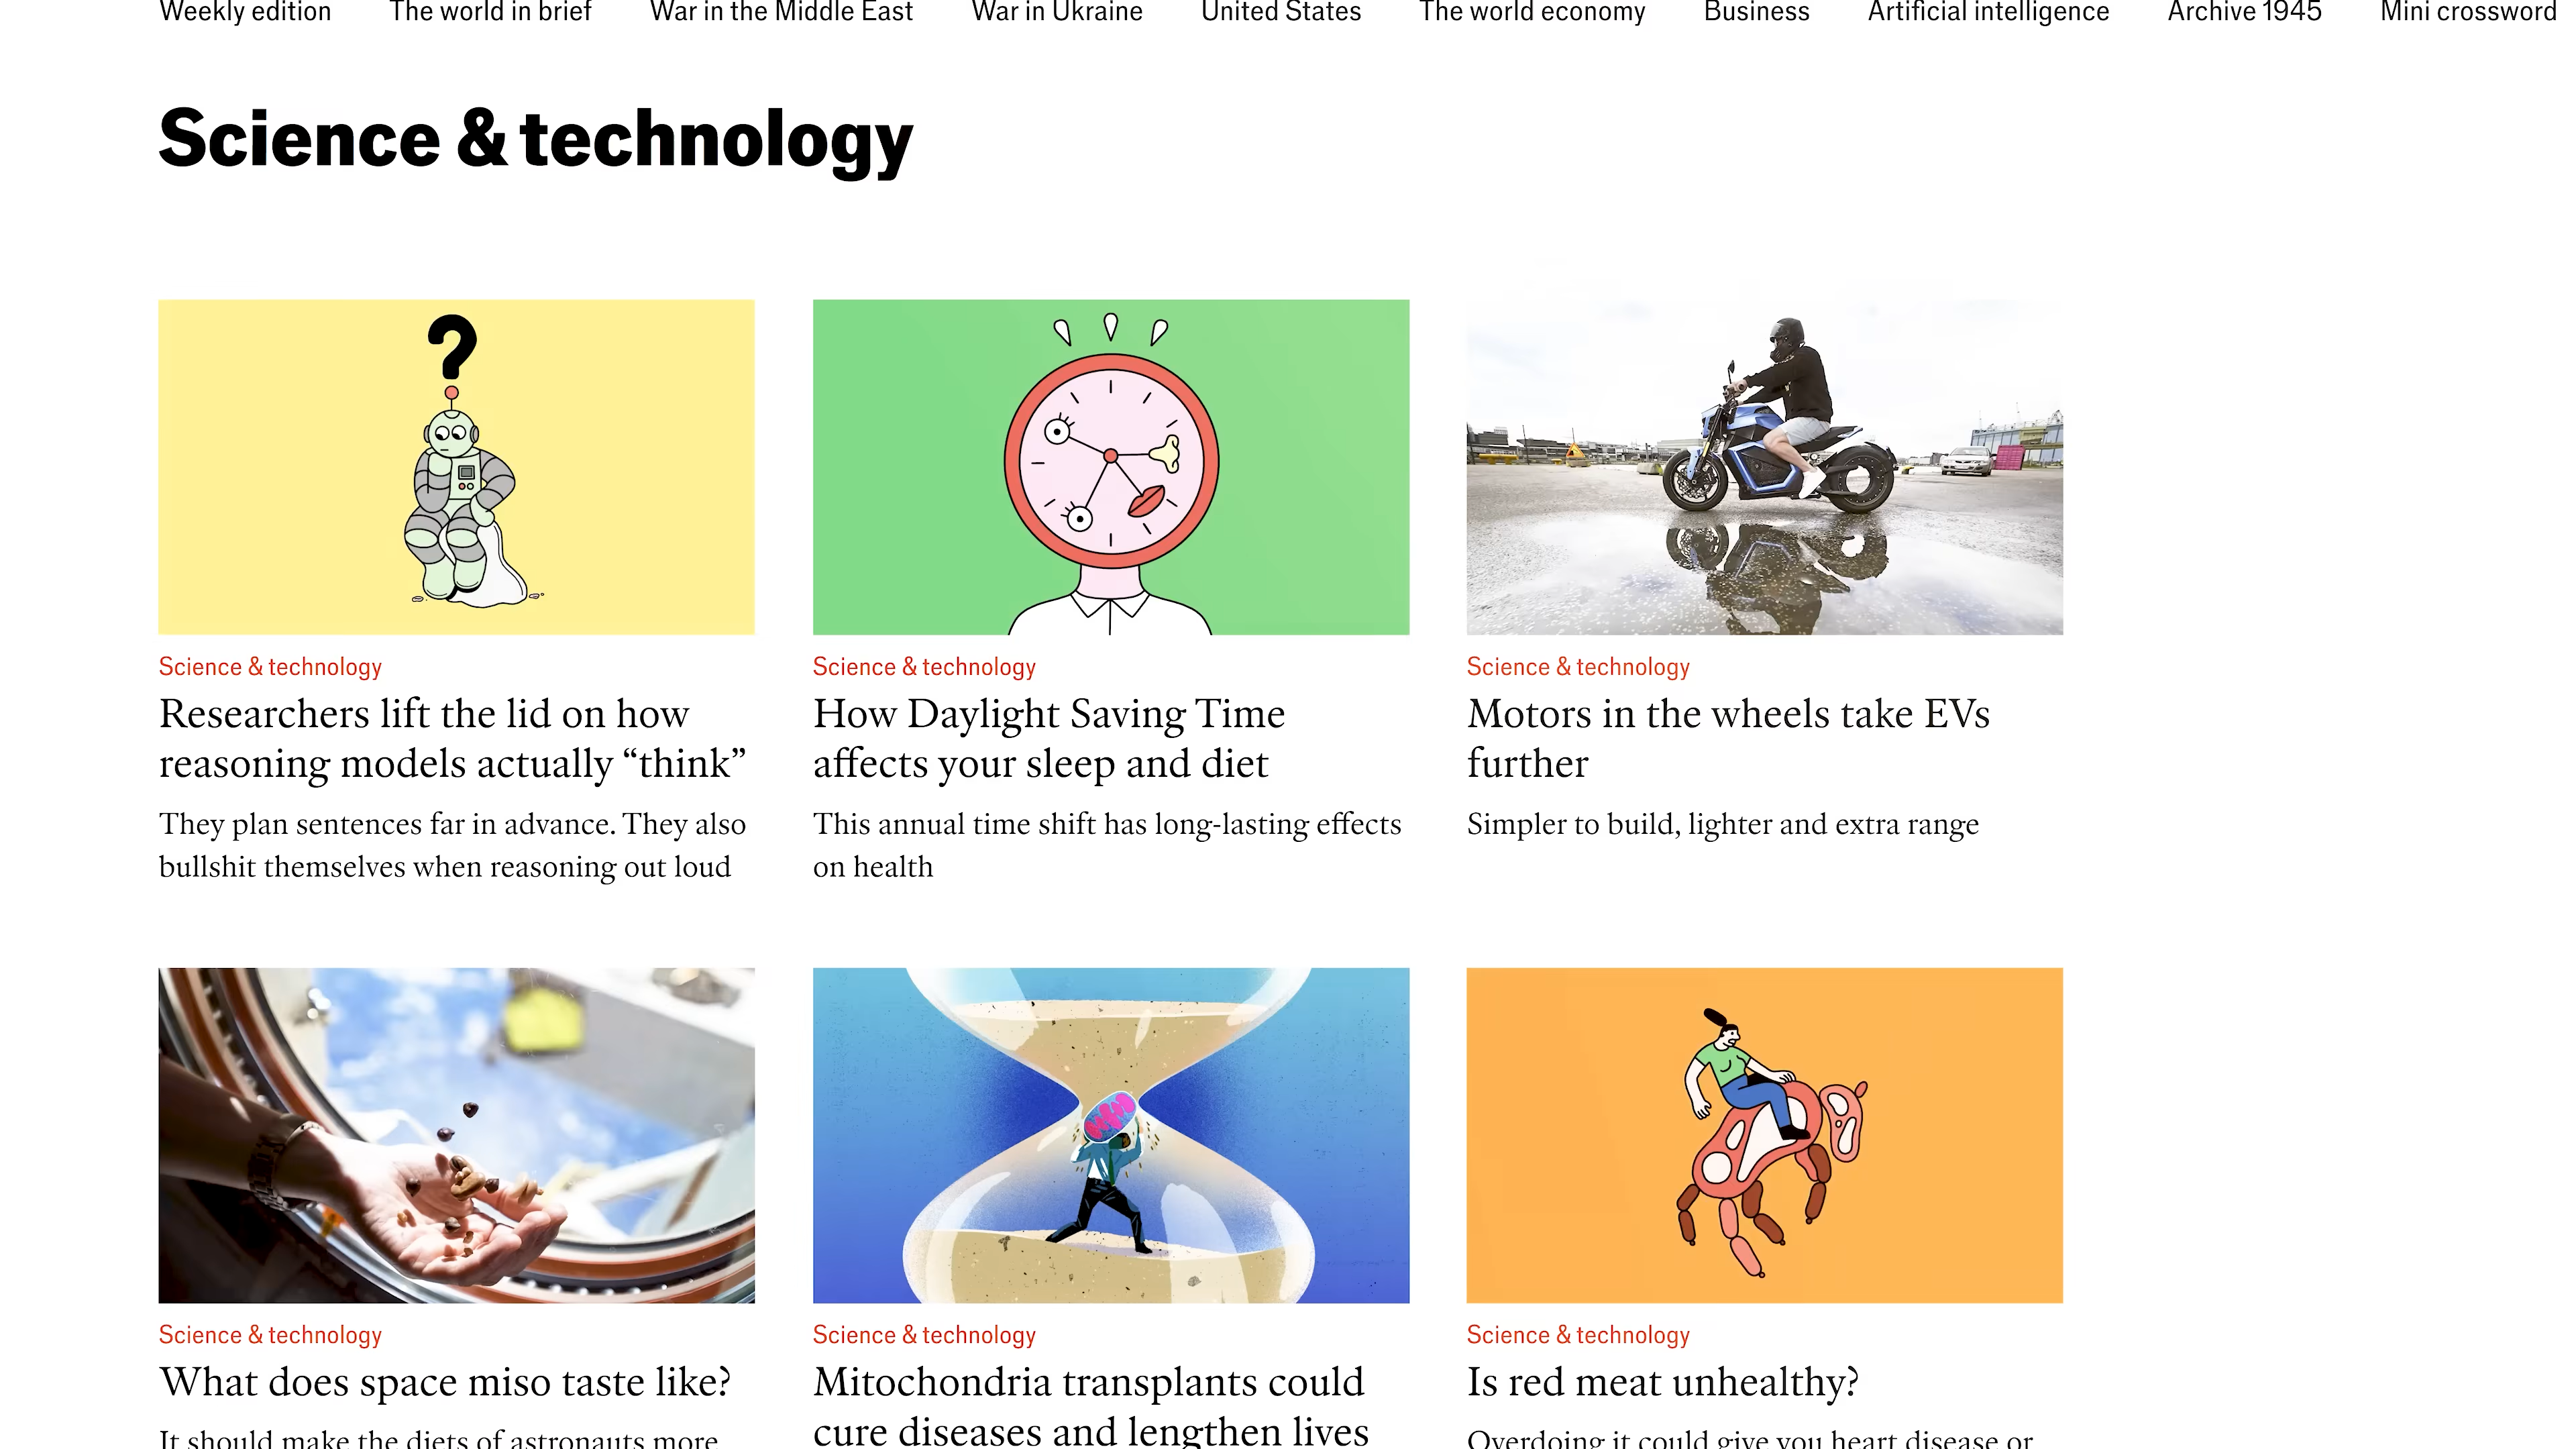 Weekly edition The world in brief War in the Middle East War in Ukraine United States The world economy Business Artificial intelligence Archive 1945 Mini crossword
Science & technology
?
Science & technology
Researchers lift the lid on how
reasoning models actually “think”
They plan sentences far in advance. They also
bullshit themselves when reasoning out loud
Science & technology
How Daylight Saving Time
affects your sleep and diet
This annual time shift has long-lasting effects
on health
Science & technology
Motors in the wheels take EVs
further
Simpler to build, lighter and extra range
Science & technology
What does space miso taste like?
It should make the diets of astronauts more
Science & technology
Mitochondria transplants could
cure diseases and lengthen lives
Science & technology
Is red meat unhealthy?
Overdoing it could give you heart disease or